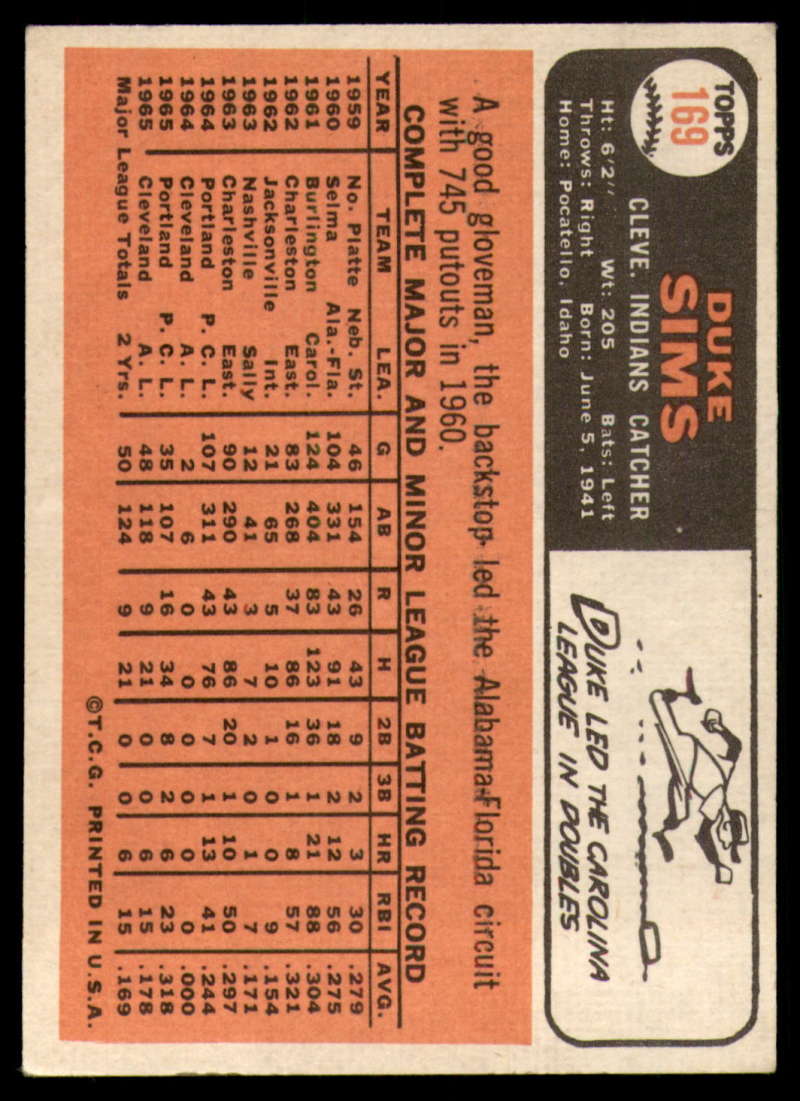 TOPPS
169
DUKE
SIMS
CLEVE. INDIANS CATCHER
Ht: 6'2" Wt: 205 Bats: Left
Throws: Right Born: June 5, 1941
Home: Pocatello, Idaho
DUKE LED THE CAROLINA
LEAGUE IN DOUBLES
A good gloveman, the backstop led the Alabama-Florida circuit
with 745 putouts in 1960.
COMPLETE MAJOR AND MINOR LEAGUE BATTING RECORD
YEAR TEAM LEA. G AB R H 2B 3B HR RBI AVG.
1959 No. Platte Neb. St. 46 154 26 43 9 2 3 30 .279
1960 Selma Ala.-Fla. 104 331 43 91 18 2 12 56 .275
1961 Burlington Carol. 124 404 83 123 36 1 21 88 .304
1962 Charleston East. 83 268 37 86 16 1 8 57 .321
1962 Jacksonville Int. 21 65 5 10 1 0 0 9 .154
1963 Nashville Sally 12 41 3 7 2 0 1 7 .171
1963 Charleston East. 90 290 43 86 20 1 10 50 .297
1964 Portland P. C. L. 107 311 43 76 7 1 13 41 .244
1964 Cleveland A. L. 2 6 0 0 0 0 0 0 .000
1965 Portland P. C. L. 35 107 16 34 8 2 6 23 .318
1965 Cleveland A. L. 48 118 9 21 0 0 6 15 .178
Major League Totals 2 Yrs. 50 124 9 21 0 0 6 15 .169
©T.C.G. PRINTED IN U.S.A.